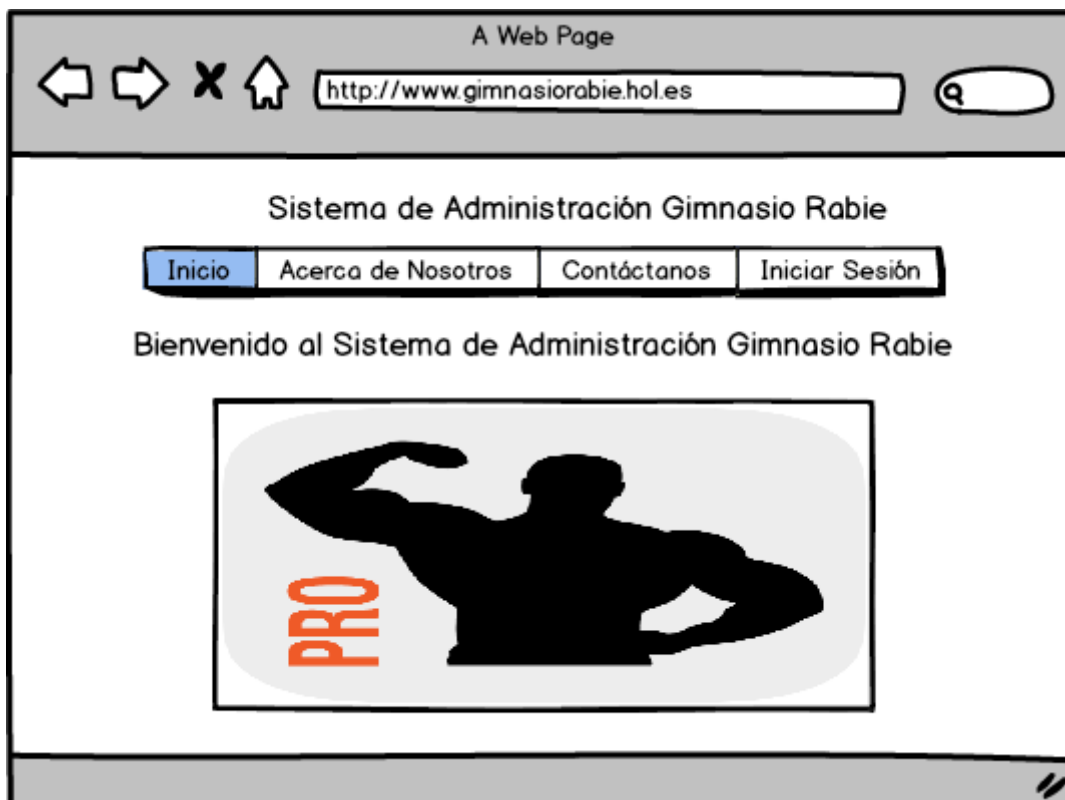 A Web Page
http://www.gimnasiorabie.hol.es
Sistema de Administración Gimnasio Rabie
Inicio Acerca de Nosotros Contáctanos Iniciar Sesión
Bienvenido al Sistema de Administración Gimnasio Rabie
PRO